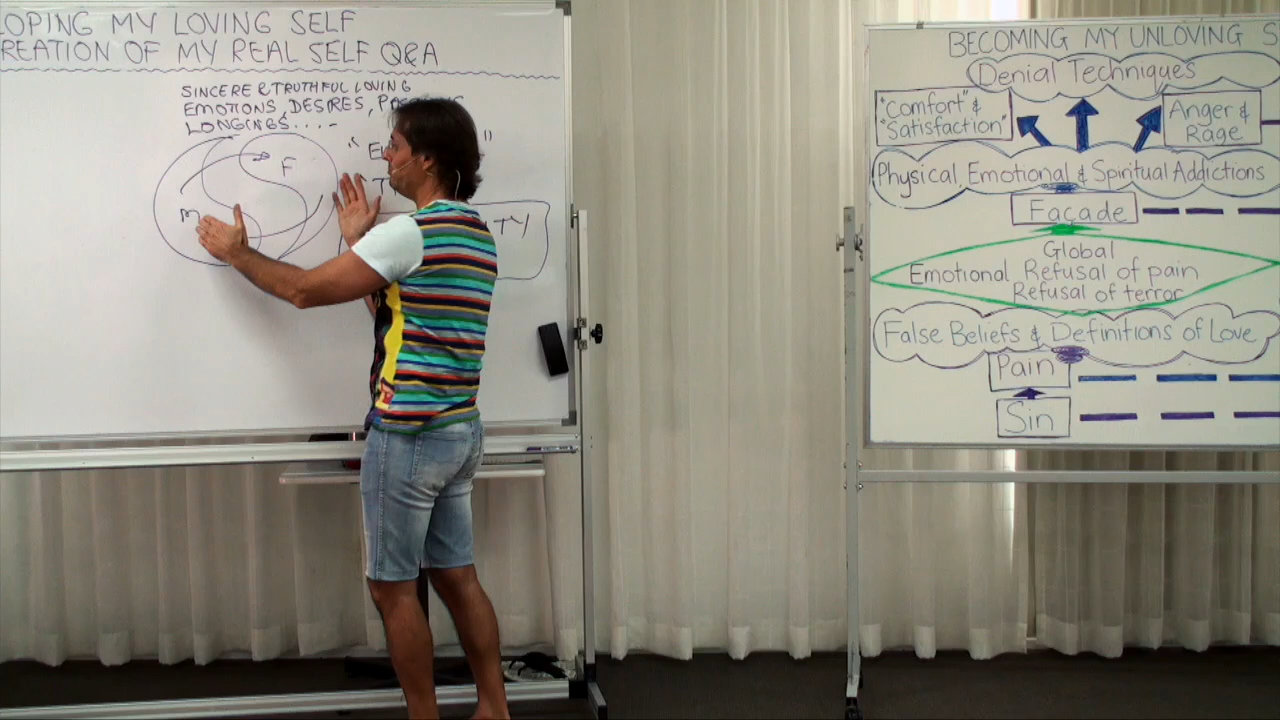 OPING MY LOVING SELF
REATION OF MY REAL SELF Q&A
SINCERE & TRUTHFUL LOVING
EMOTIONS, DESIRES,
LONGINGS....
F
M
BECOMING MY UNLOVING S
Denial Techniques
"Comfort" &
"Satisfaction"
Anger &
Rage
Physical Emotional & Spiritual Addictions
Façade
Global
Emotional Refusal of pain
Refusal of terror
False Beliefs & Definitions of Love
Pain
Sin